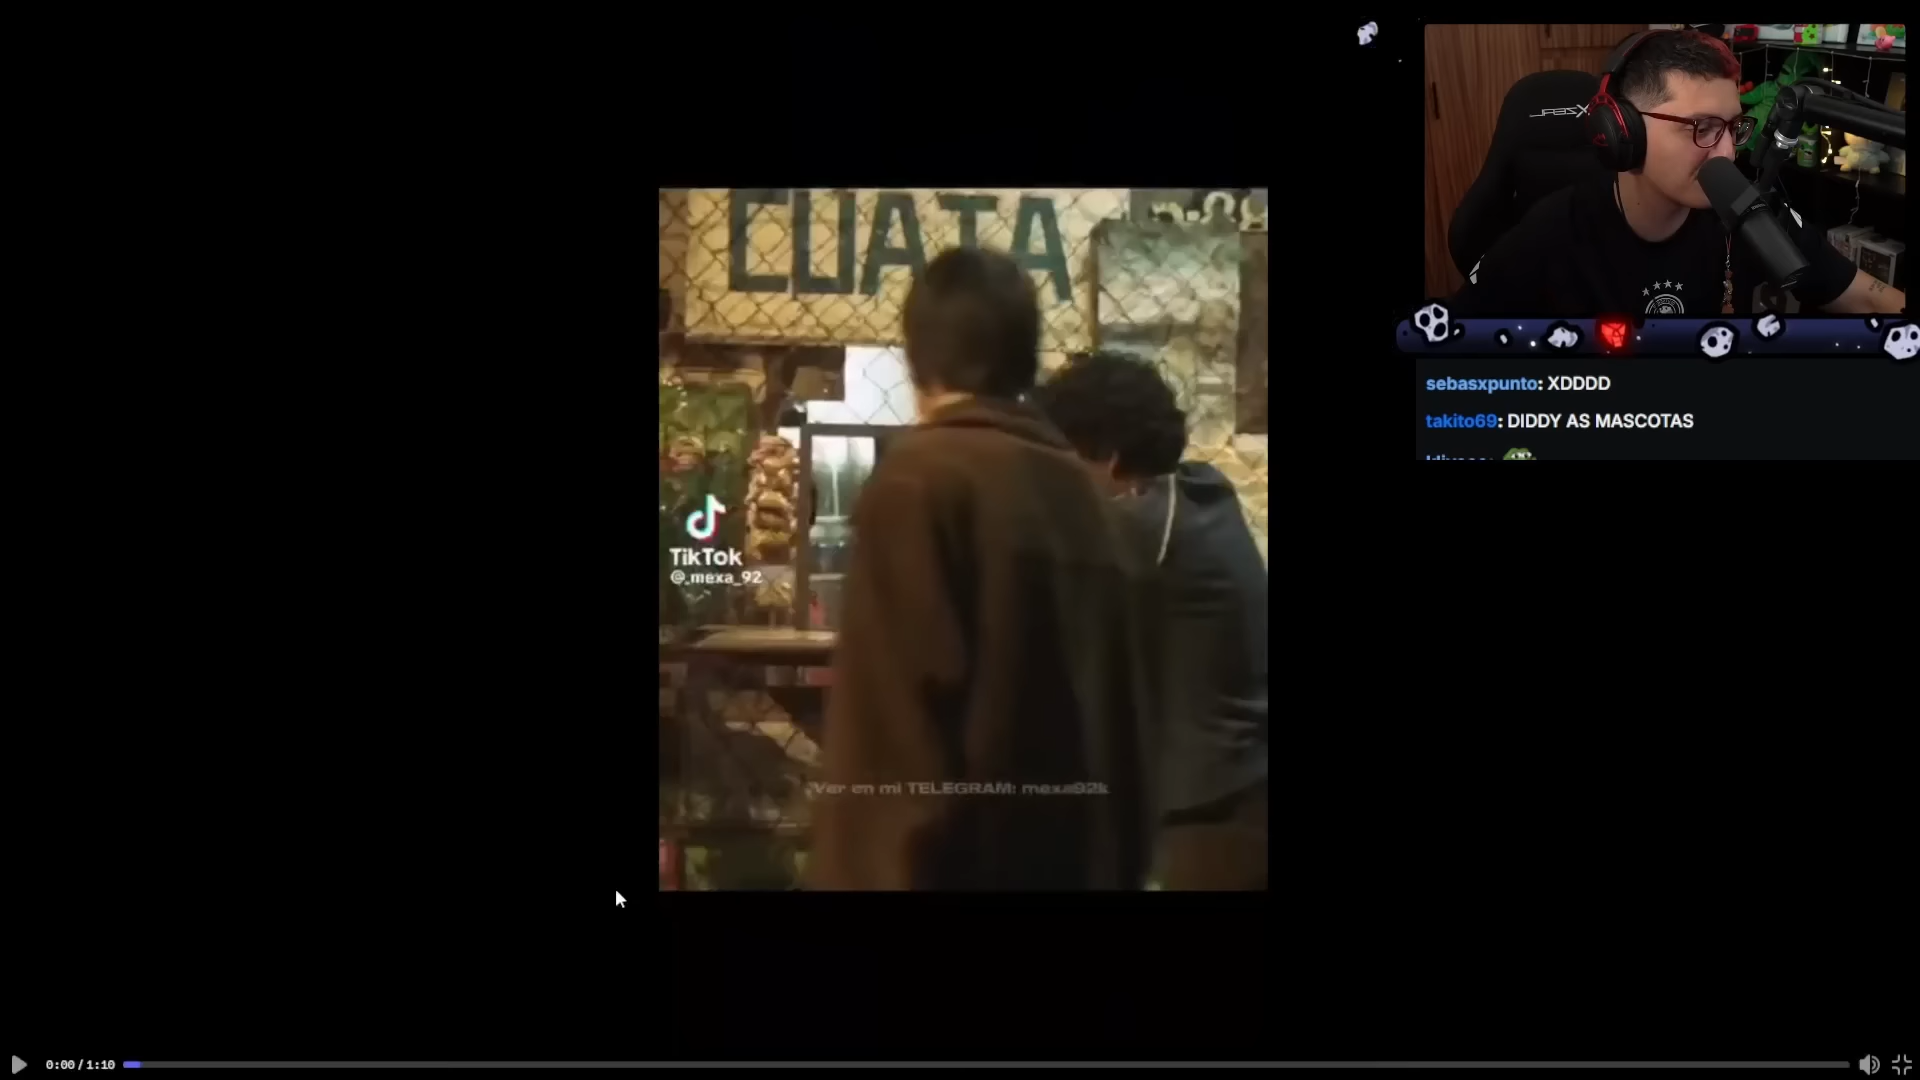 CUATA
TikTok
@_mexa_92
Ver en mi TELEGRAM: mexa92k
sebasxpunto: XDDDD
takito69: DIDDY AS MASCOTAS
0:00 / 1:10